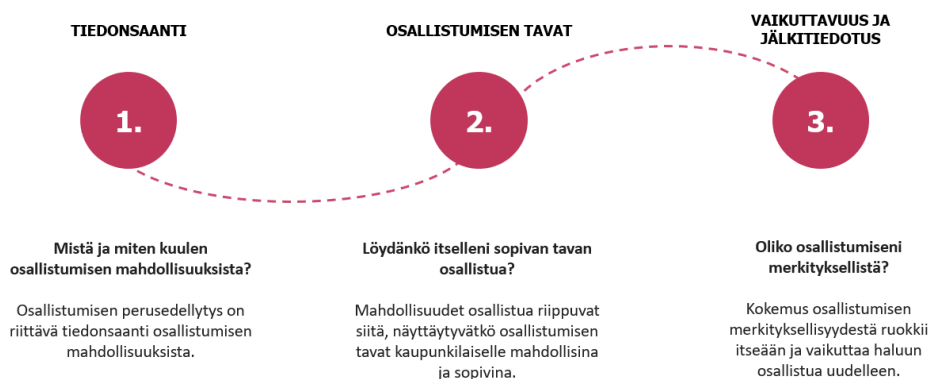 TIEDONSAANTI
1.
Mistä ja miten kuulen
osallistumisen mahdollisuuksista?
Osallistumisen perusedellytys on
riittävä tiedonsaanti osallistumisen
mahdollisuuksista.
OSALLISTUMISEN TAVAT
2.
Löydänkö itselleni sopivan tavan
osallistua?
Mahdollisuudet osallistua riippuvat
siitä, näyttäytyvätkö osallistumisen
tavat kaupunkilaiselle mahdollisina
ja sopivina.
VAIKUTTAVUUS JA
JÄLKITIEDOTUS
3.
Oliko osallistumiseni
merkityksellistä?
Kokemus osallistumisen
merkityksellisyydestä ruokkii
itseään ja vaikuttaa haluun
osallistua uudelleen.